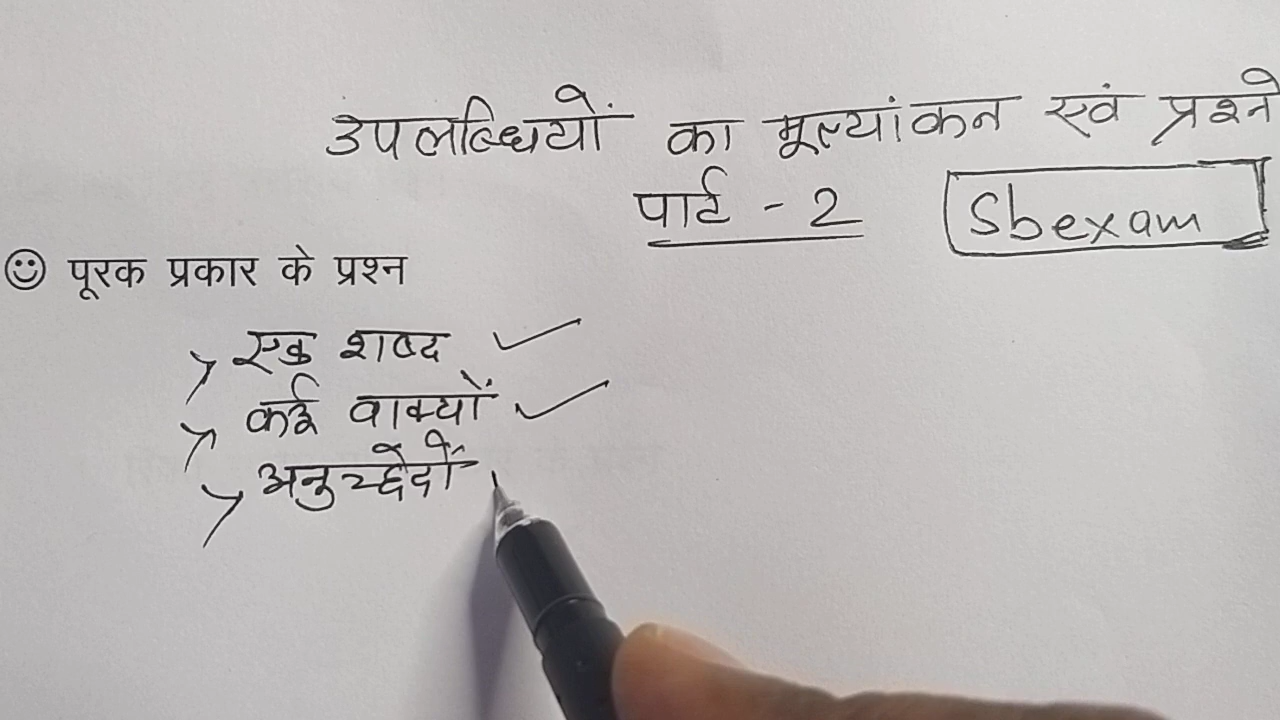 उपलब्धियों का मूल्यांकन एवं प्रश्ने
पार्ट - 2
Sbexam
☺ पूरक प्रकार के प्रश्न
एक शब्द
कई वाक्यों
अनुच्छेदों